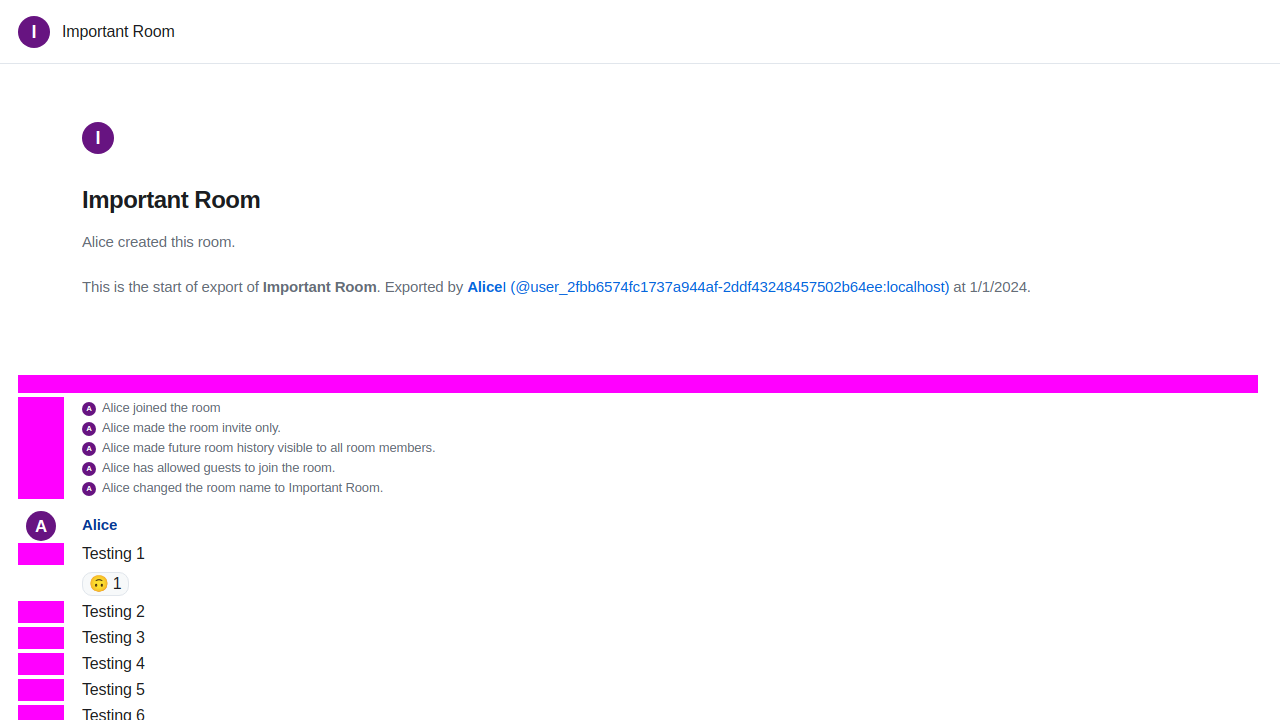 I Important Room
I
Important Room
Alice created this room.
This is the start of export of Important Room. Exported by AliceI (@user_2fbb6574fc1737a944af-2ddf43248457502b64ee:localhost) at 1/1/2024.
A Alice joined the room
A Alice made the room invite only.
A Alice made future room history visible to all room members.
A Alice has allowed guests to join the room.
A Alice changed the room name to Important Room.
A Alice
Testing 1
🙃 1
Testing 2
Testing 3
Testing 4
Testing 5
Testing 6